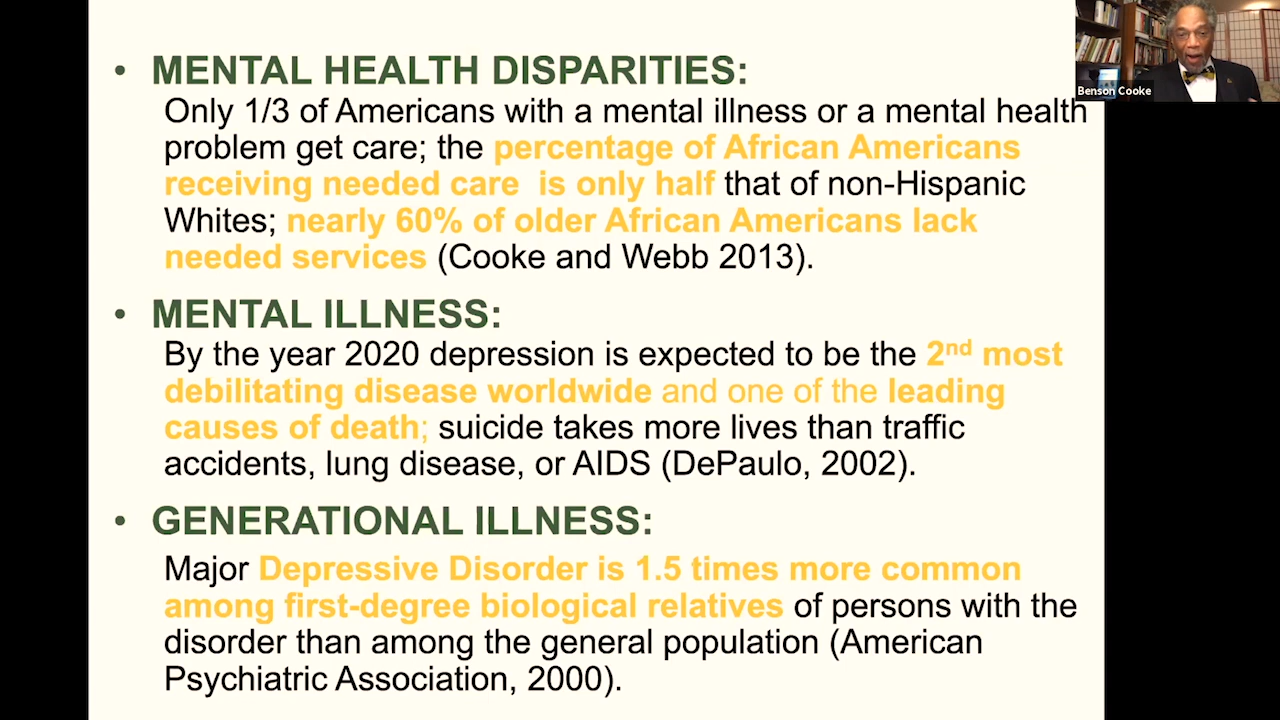 • MENTAL HEALTH DISPARITIES:
Only 1/3 of Americans with a mental illness or a mental health
problem get care; the percentage of African Americans
receiving needed care  is only half that of non-Hispanic
Whites; nearly 60% of older African Americans lack
needed services (Cooke and Webb 2013).
• MENTAL ILLNESS:
By the year 2020 depression is expected to be the 2nd most
debilitating disease worldwide and one of the leading
causes of death; suicide takes more lives than traffic
accidents, lung disease, or AIDS (DePaulo, 2002).
• GENERATIONAL ILLNESS:
Major Depressive Disorder is 1.5 times more common
among first-degree biological relatives of persons with the
disorder than among the general population (American
Psychiatric Association, 2000).
Benson Cooke